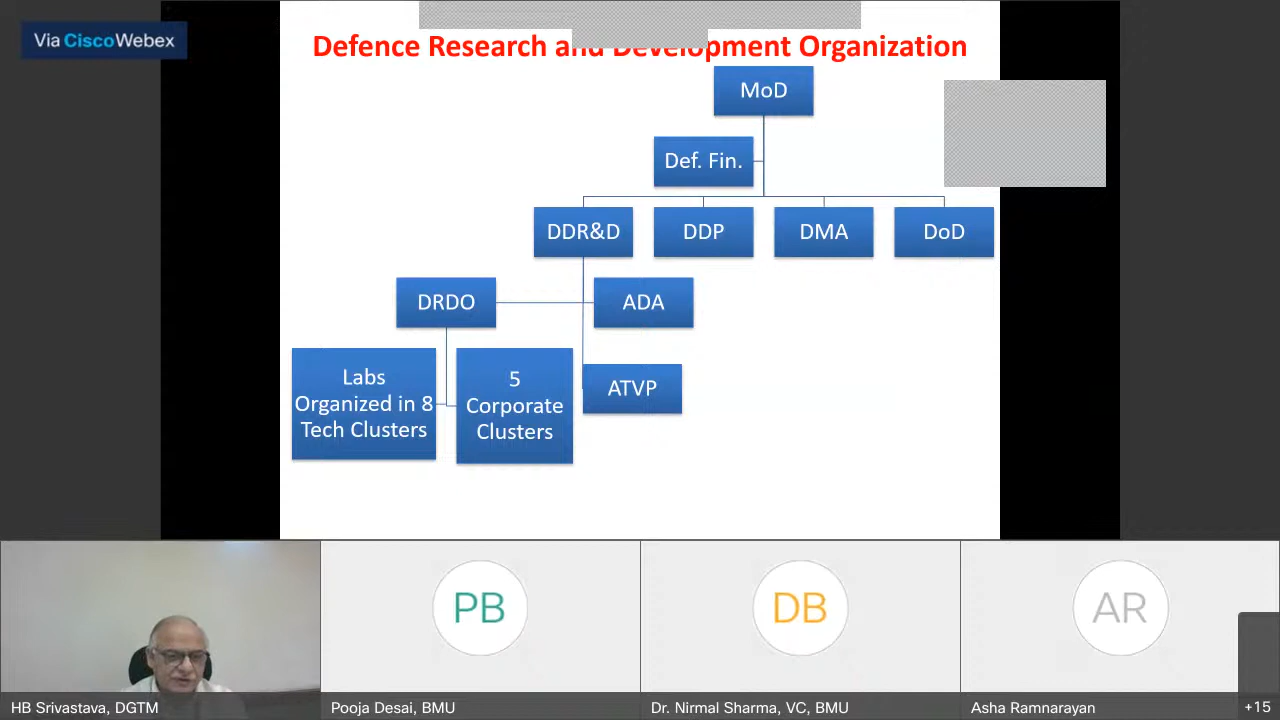 Via Cisco Webex
Defence Research and Development Organization
MoD
Def. Fin.
DDR&D
DDP
DMA
DoD
DRDO
ADA
Labs
Organized in 8
Tech Clusters
5
Corporate
Clusters
ATVP
PB
DB
AR
HB Srivastava, DGTM
Pooja Desai, BMU
Dr. Nirmal Sharma, VC, BMU
Asha Ramnarayan
+15